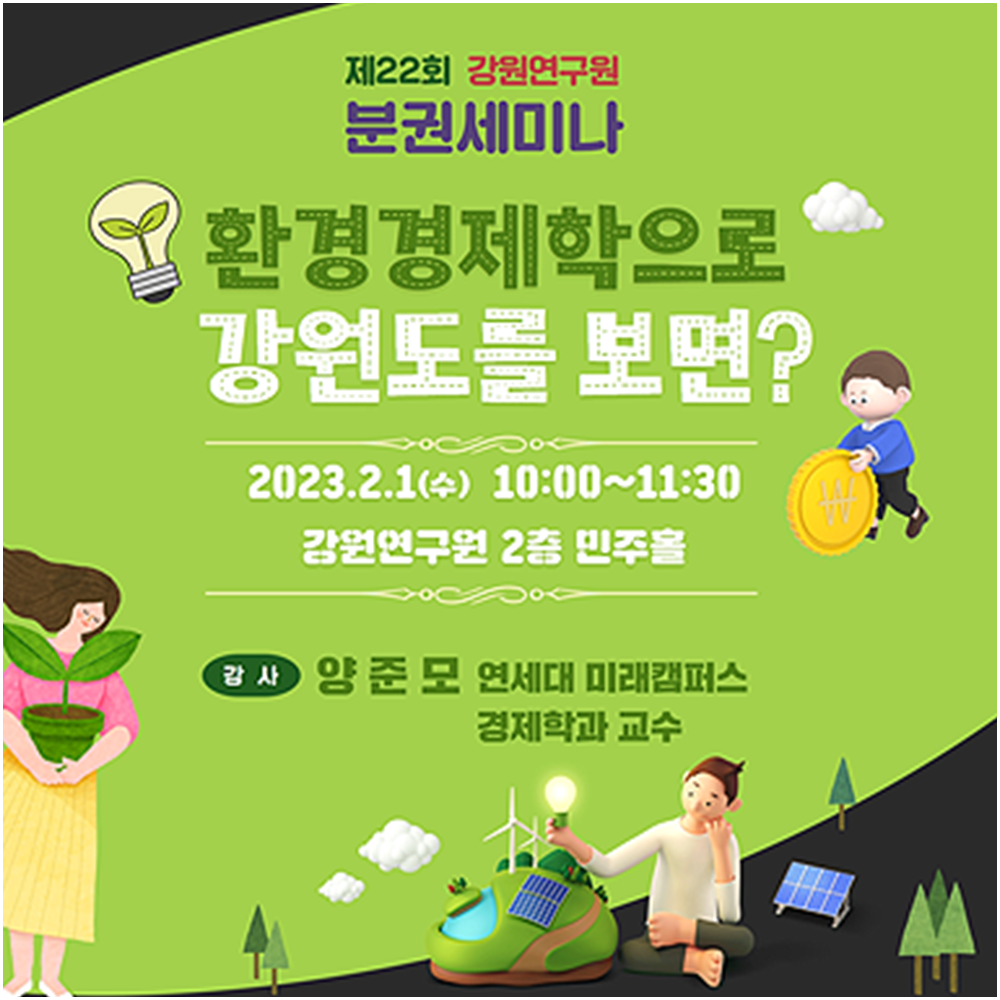 제22회 강원연구원
분권세미나
환경경제학으로
강원도를 보면?
2023.2.1(수) 10:00~11:30
강원연구원 2층 민주홀
강사 양준모 연세대 미래캠퍼스
경제학과 교수
₩